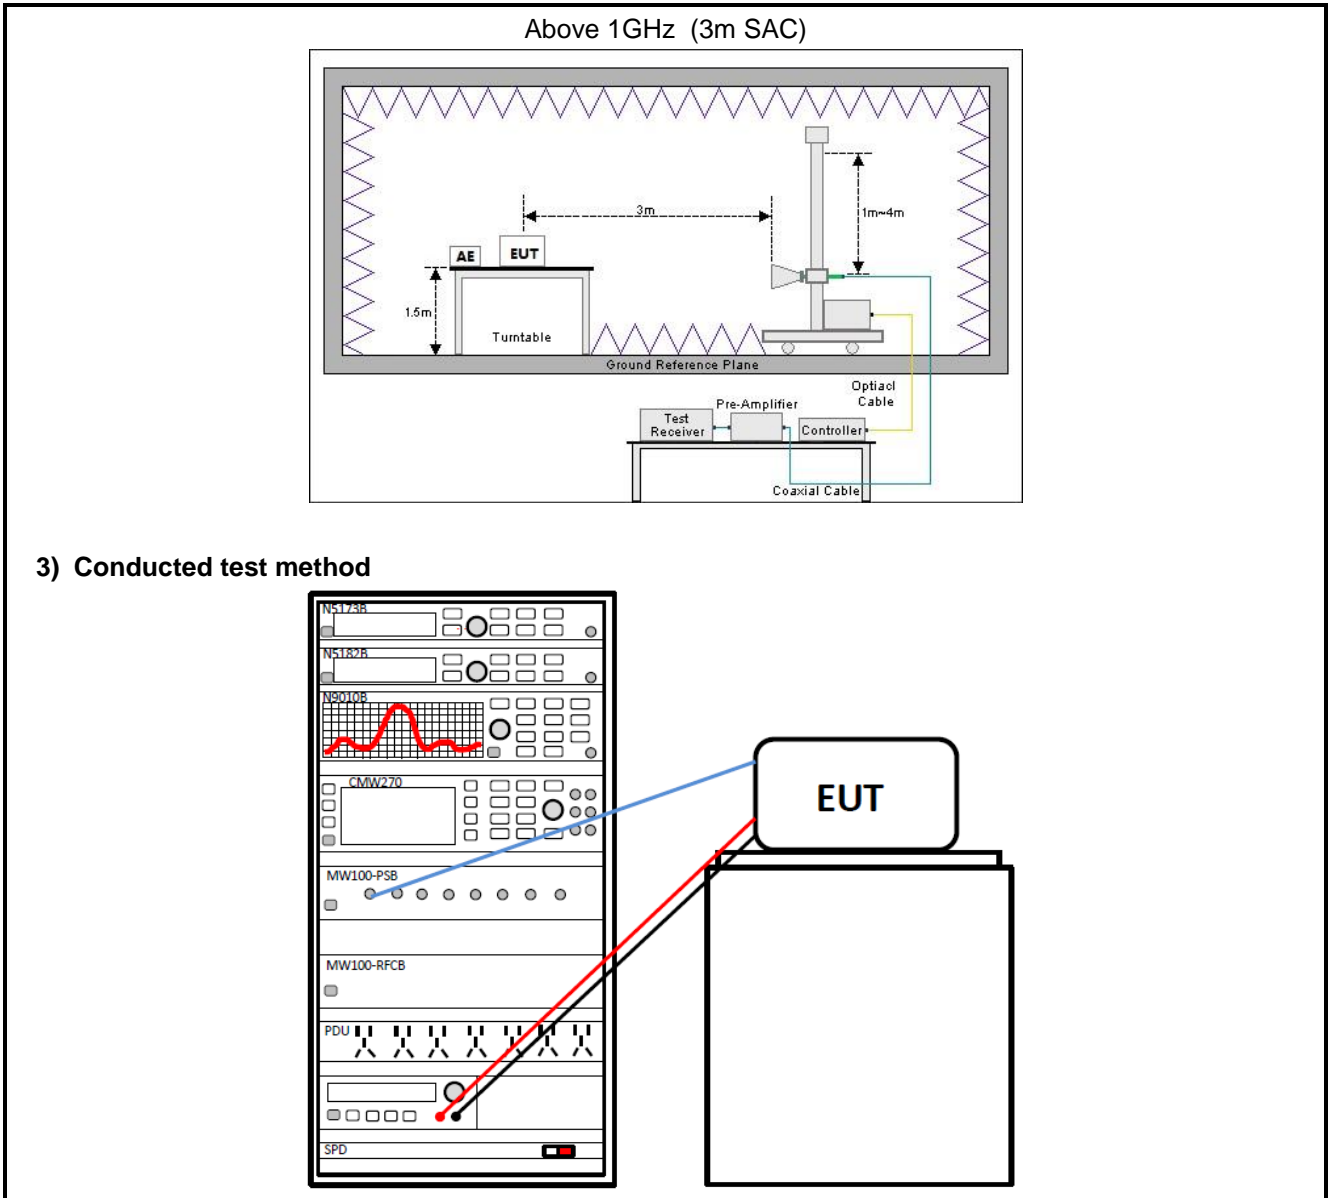 Above 1GHz (3m SAC)
3m
1m~4m
AE
EUT
1.5m
Turntable
Ground Reference Plane
Optiacl
Cable
Pre-Amplifier
Test
Receiver
Controller
Coaxial Cable
3) Conducted test method
N5173B
N5182B
N9010B
CMW270
EUT
MW100-PSB
MW100-RFCB
PDU
SPD